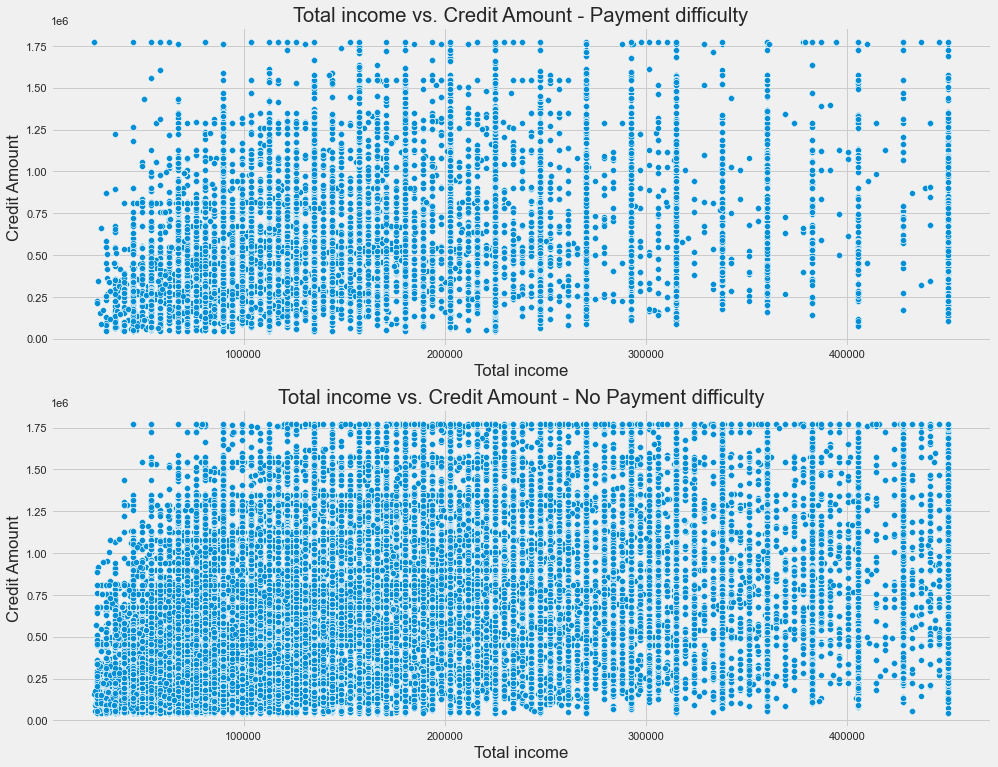 Total income vs. Credit Amount - Payment difficulty
1e6
1.75
1.50
1.25
1.00
0.75
0.50
0.25
0.00
Credit Amount
100000 200000 300000 400000
Total income
Total income vs. Credit Amount - No Payment difficulty
1e6
1.75
1.50
1.25
1.00
0.75
0.50
0.25
0.00
Credit Amount
100000 200000 300000 400000
Total income